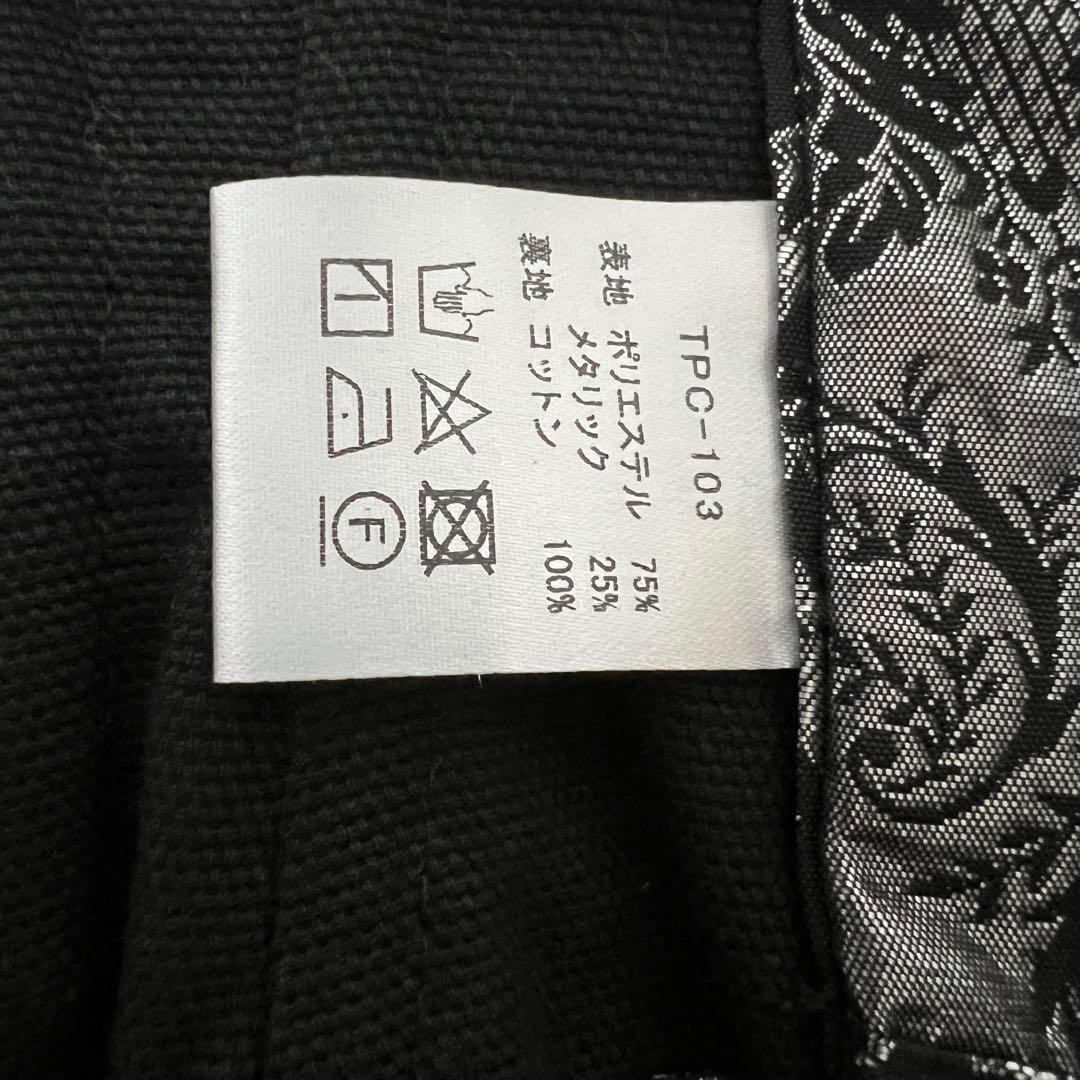 TPC-103
表地 ポリエステル 75%
メタリック 25%
裏地 コットン 100%
F